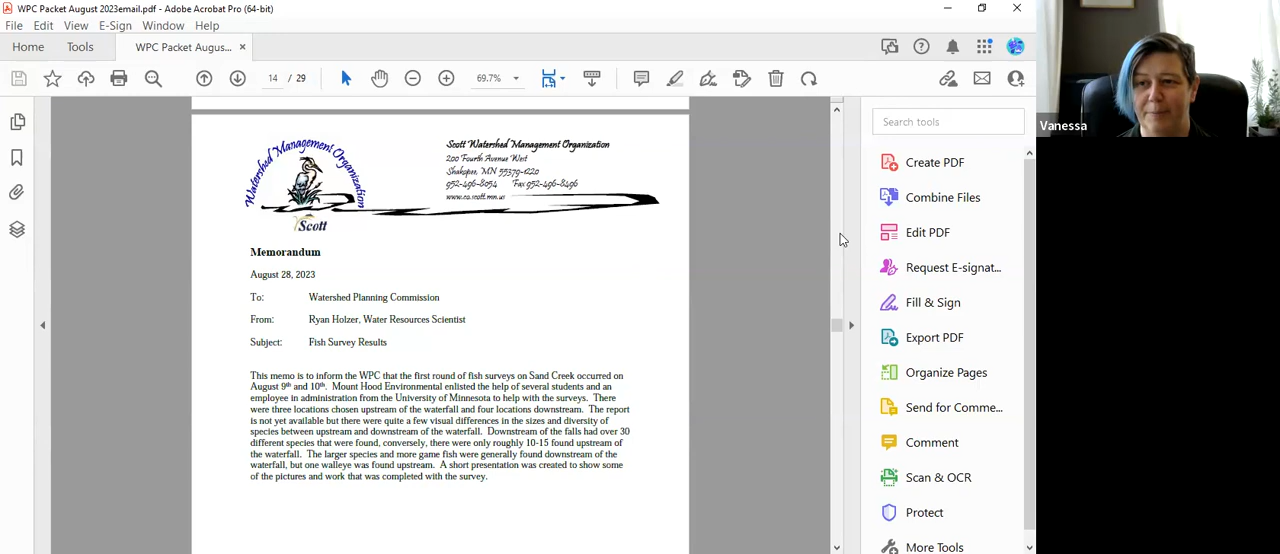 WPC Packet August 2023email.pdf - Adobe Acrobat Pro (64-bit)
File Edit View E-Sign Window Help
Home Tools WPC Packet Augus... ×
14 / 29 69.7%
Vanessa
Search tools
Create PDF
Combine Files
Edit PDF
Request E-signat...
Fill & Sign
Export PDF
Organize Pages
Send for Comme...
Comment
Scan & OCR
Protect
More Tools
Watershed Management Organization
Scott
Scott Watershed Management Organization
200 Fourth Avenue West
Shakopee, MN 55379-1220
952-496-8054 Fax 952-496-8496
www.co.scott.mn.us
Memorandum
August 28, 2023
To: Watershed Planning Commission
From: Ryan Holzer, Water Resources Scientist
Subject: Fish Survey Results
This memo is to inform the WPC that the first round of fish surveys on Sand Creek occurred on
August 9th and 10th. Mount Hood Environmental enlisted the help of several students and an
employee in administration from the University of Minnesota to help with the surveys. There
were three locations chosen upstream of the waterfall and four locations downstream. The report
is not yet available but there were quite a few visual differences in the sizes and diversity of
species between upstream and downstream of the waterfall. Downstream of the falls had over 30
different species that were found, conversely, there were only roughly 10-15 found upstream of
the waterfall. The larger species and more game fish were generally found downstream of the
waterfall, but one walleye was found upstream. A short presentation was created to show some
of the pictures and work that was completed with the survey.